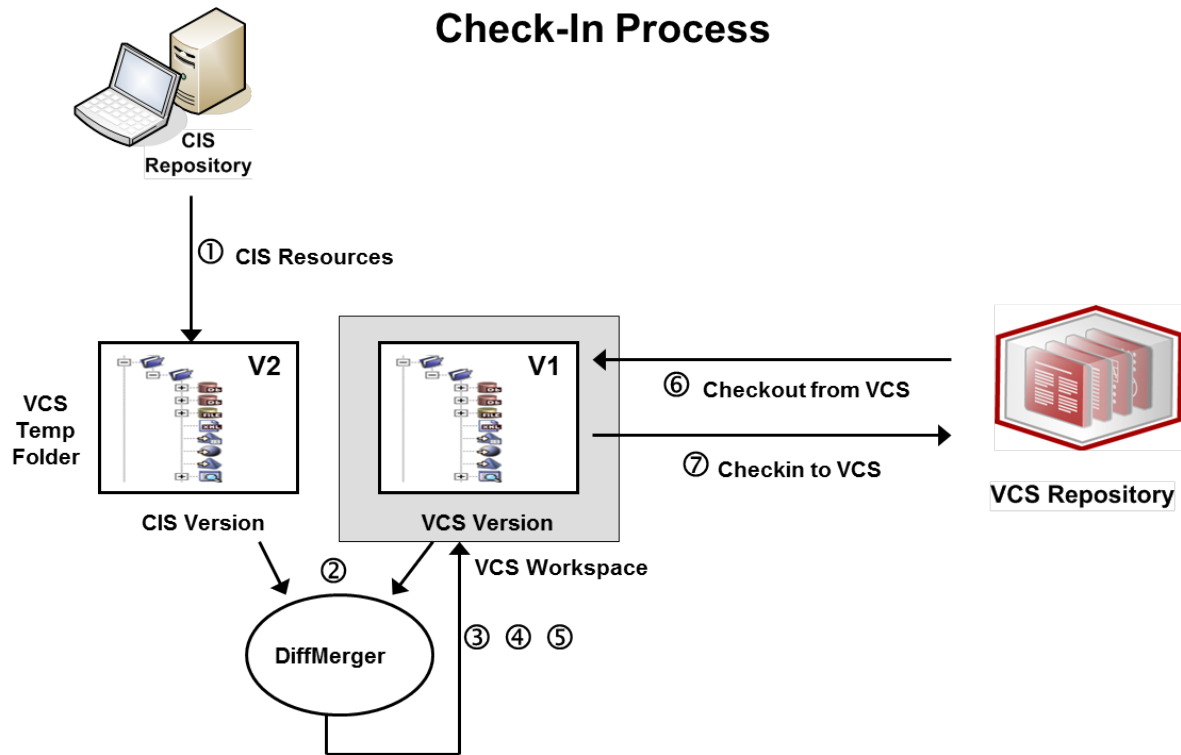 Check-In Process
CIS
Repository
① CIS Resources
V2
V1
VCS
Temp
Folder
⑥ Checkout from VCS
⑦ Checkin to VCS
VCS Repository
CIS Version
VCS Version
VCS Workspace
②
③ ④ ⑤
DiffMerger